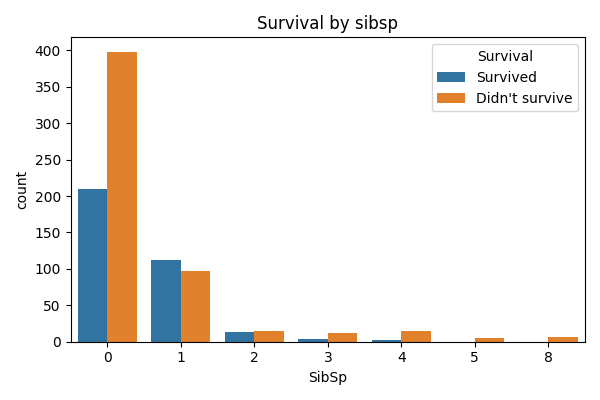 Survival by sibsp
Survival
Survived
Didn't survive
count
400
350
300
250
200
150
100
50
0
0 1 2 3 4 5 8
SibSp